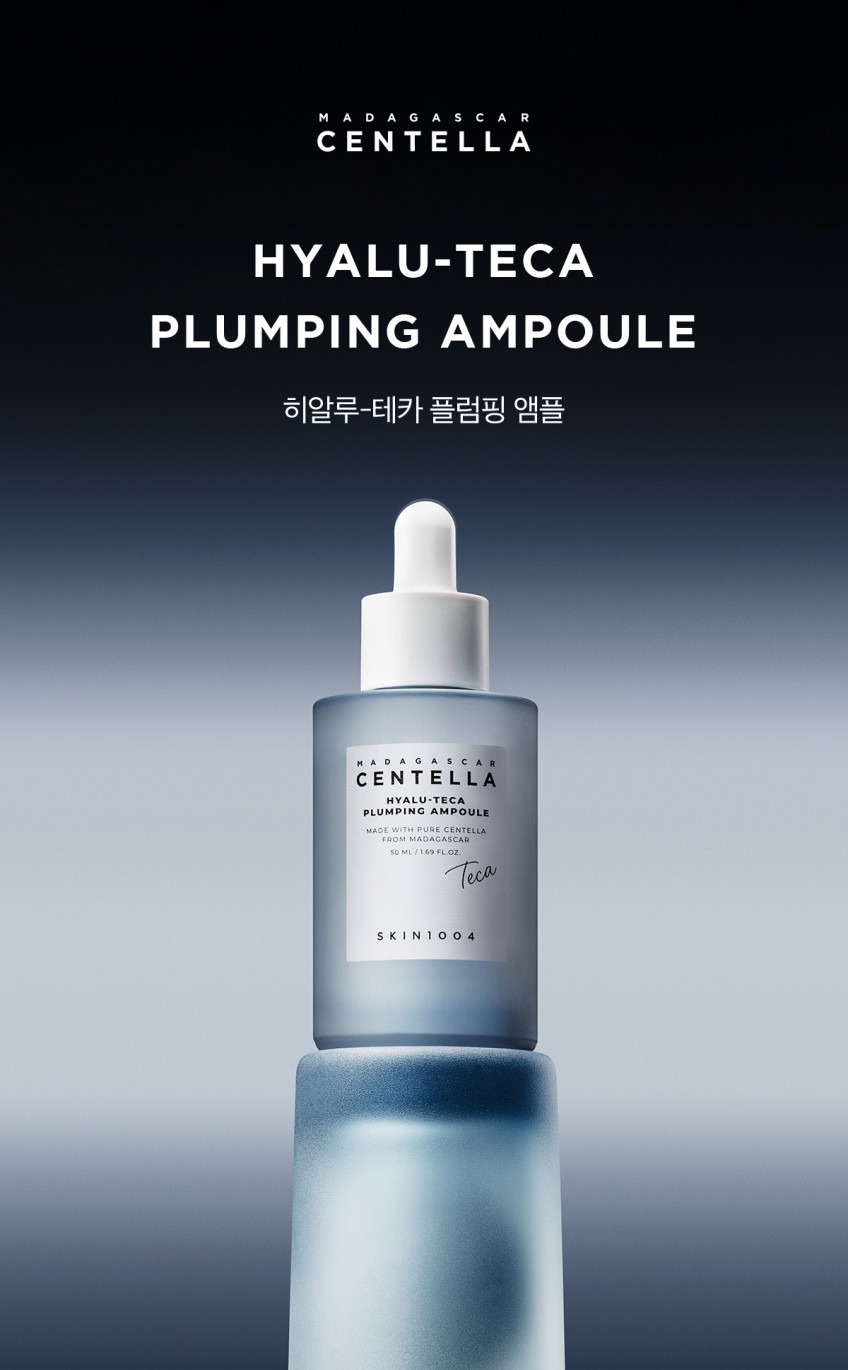 MADAGASCAR
CENTELLA
HYALU-TECA
PLUMPING AMPOULE
히알루-테카 플럼핑 앰플
MADAGASCAR
CENTELLA
HYALU-TECA
PLUMPING AMPOULE
MADE WITH PURE CENTELLA
FROM MADAGASCAR
50 ML / 1.69 FL.OZ.
Teca
SKIN1004